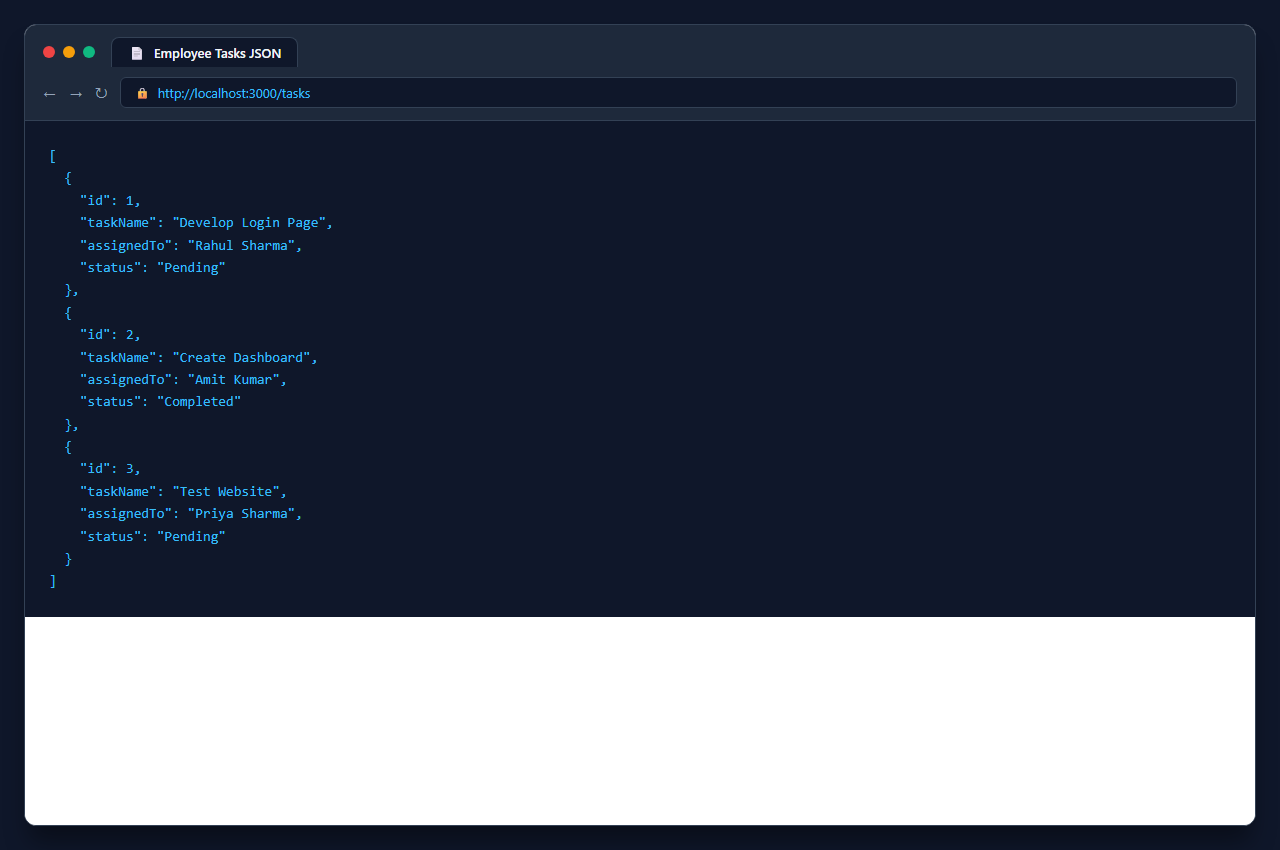 Employee Tasks JSON
http://localhost:3000/tasks
[
  {
    "id": 1,
    "taskName": "Develop Login Page",
    "assignedTo": "Rahul Sharma",
    "status": "Pending"
  },
  {
    "id": 2,
    "taskName": "Create Dashboard",
    "assignedTo": "Amit Kumar",
    "status": "Completed"
  },
  {
    "id": 3,
    "taskName": "Test Website",
    "assignedTo": "Priya Sharma",
    "status": "Pending"
  }
]